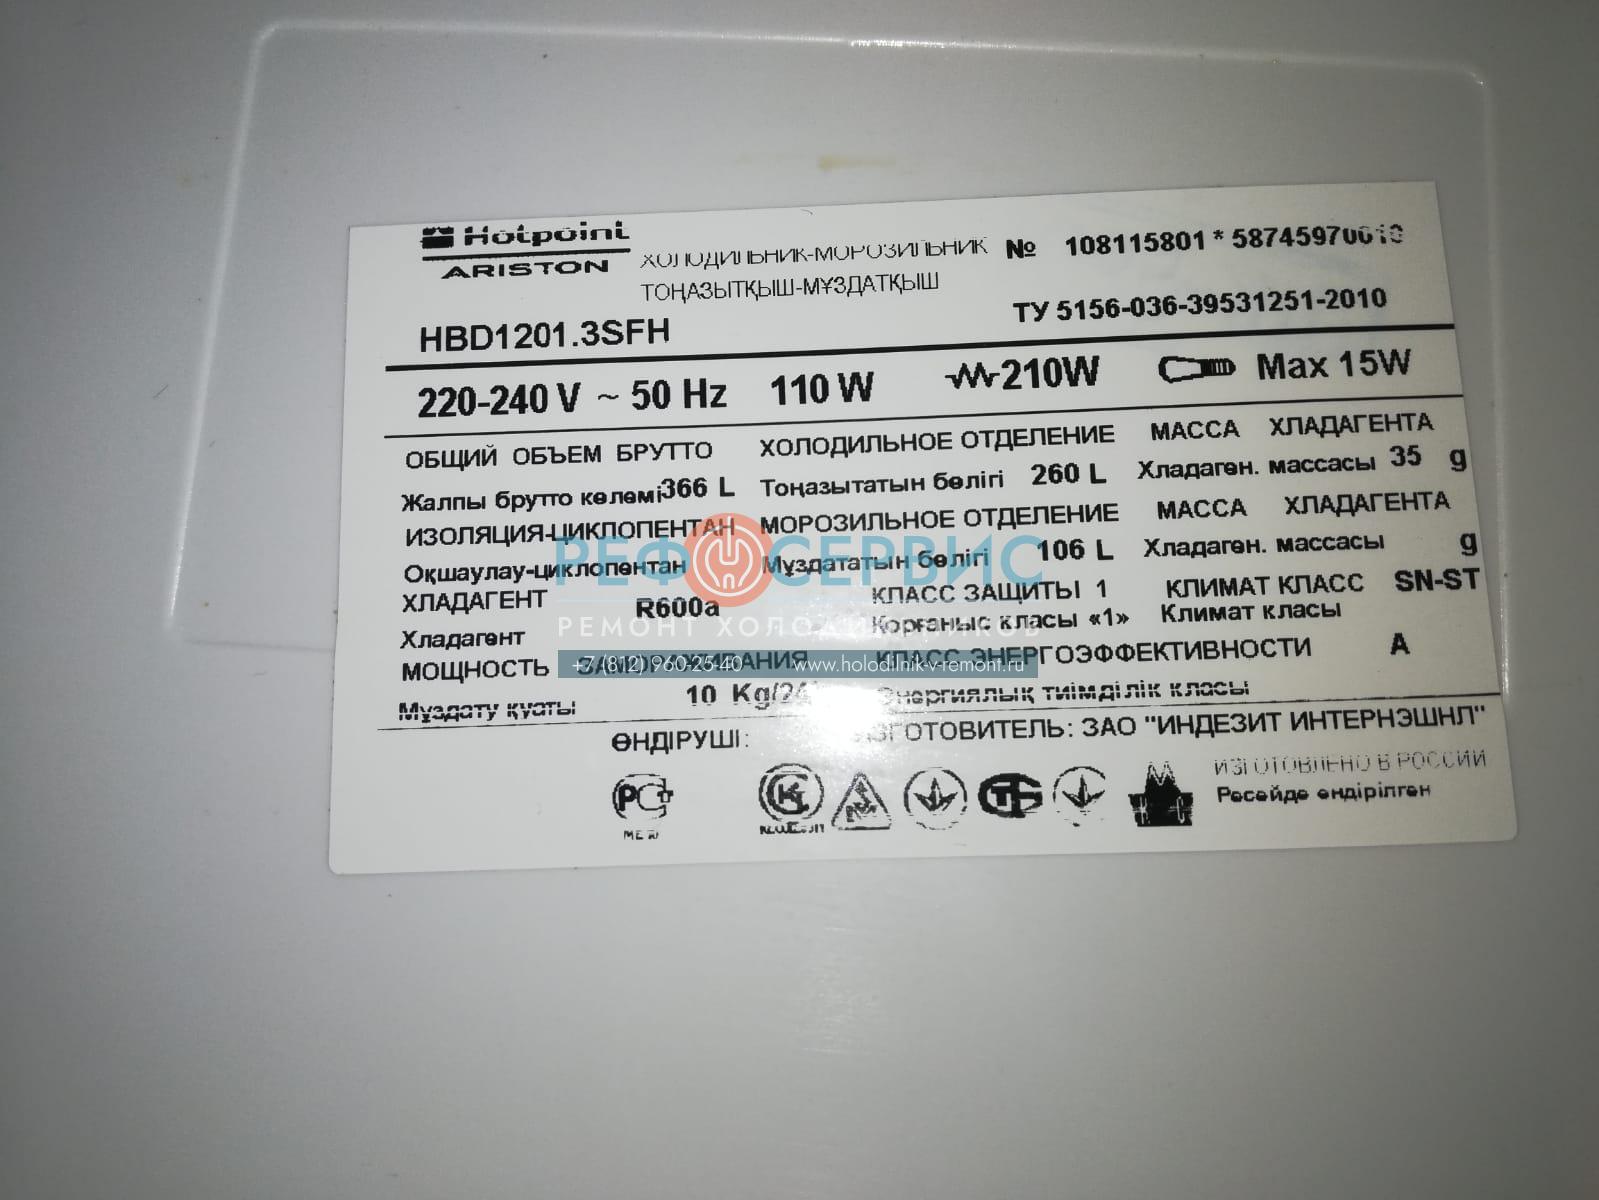 Hotpoint
ARISTON
ХОЛОДИЛЬНИК-МОРОЗИЛЬНИК
ТОҢАЗЫТҚЫШ-МҰЗДАТҚЫШ
№ 108115801 *
ТУ 5156-036-39531251-2010
HBD1201.3SFH
220-240 V ~ 50 Hz 110 W 210W Max 15W
ОБЩИЙ ОБЪЕМ БРУТТО ХОЛОДИЛЬНОЕ ОТДЕЛЕНИЕ МАССА ХЛАДАГЕНТА
Жалпы брутто көлемі 366 L Тоңазытатын бөлігі 260 L Хладаген. массасы 35 g
ИЗОЛЯЦИЯ-ЦИКЛОПЕНТАН МОРОЗИЛЬНОЕ ОТДЕЛЕНИЕ МАССА ХЛАДАГЕНТА
Оқшаулау-циклопентан Мұздататын бөлігі 106 L Хладаген. массасы g
ХЛАДАГЕНТ R600a КЛАСС ЗАЩИТЫ 1 КЛИМАТ КЛАСС SN-ST
Хладагент Қорғаныс класы «1» Климат класы
МОЩНОСТЬ ЗАМОРАЖИВАНИЯ КЛАСС ЭНЕРГОЭФФЕКТИВНОСТИ A
Мұздату қуаты 10 Kg/24 Энергиялық тиімділік класы
ӨНДІРУШІ: ИЗГОТОВИТЕЛЬ: ЗАО "ИНДЕЗИТ ИНТЕРНЭШНЛ"
ИЗГОТОВЛЕНО В РОССИИ
Ресейде өндірілген
РЕФСЕРВИС
РЕМОНТ ХОЛОДИЛЬНИКОВ
+7 (812) 960-25-40 www.holodilnik-v-remont.ru